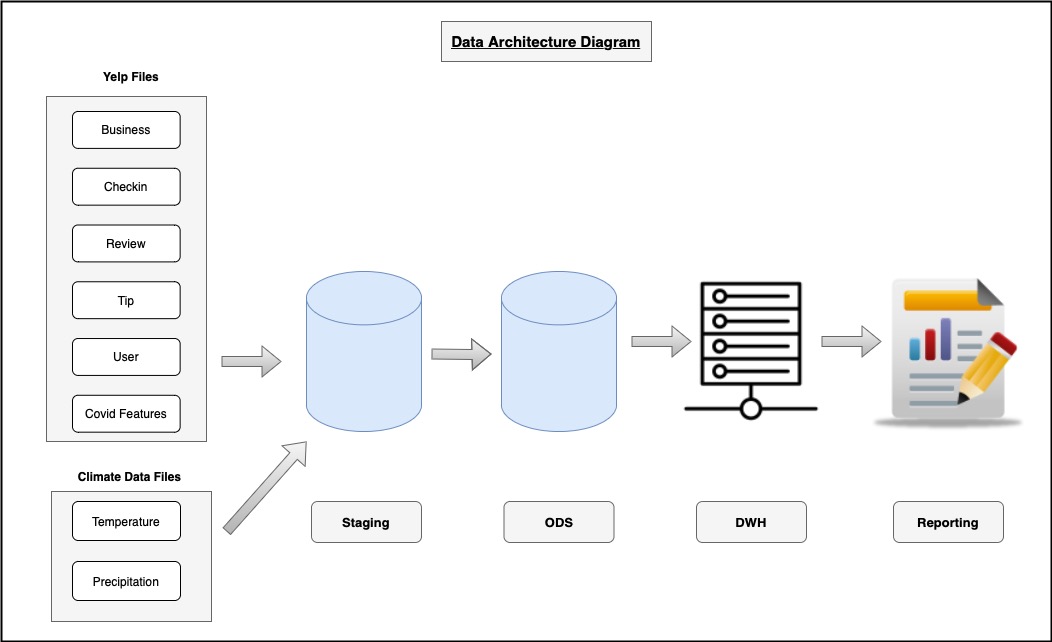 Data Architecture Diagram
Yelp Files
Business
Checkin
Review
Tip
User
Covid Features
Climate Data Files
Temperature
Precipitation
Staging
ODS
DWH
Reporting